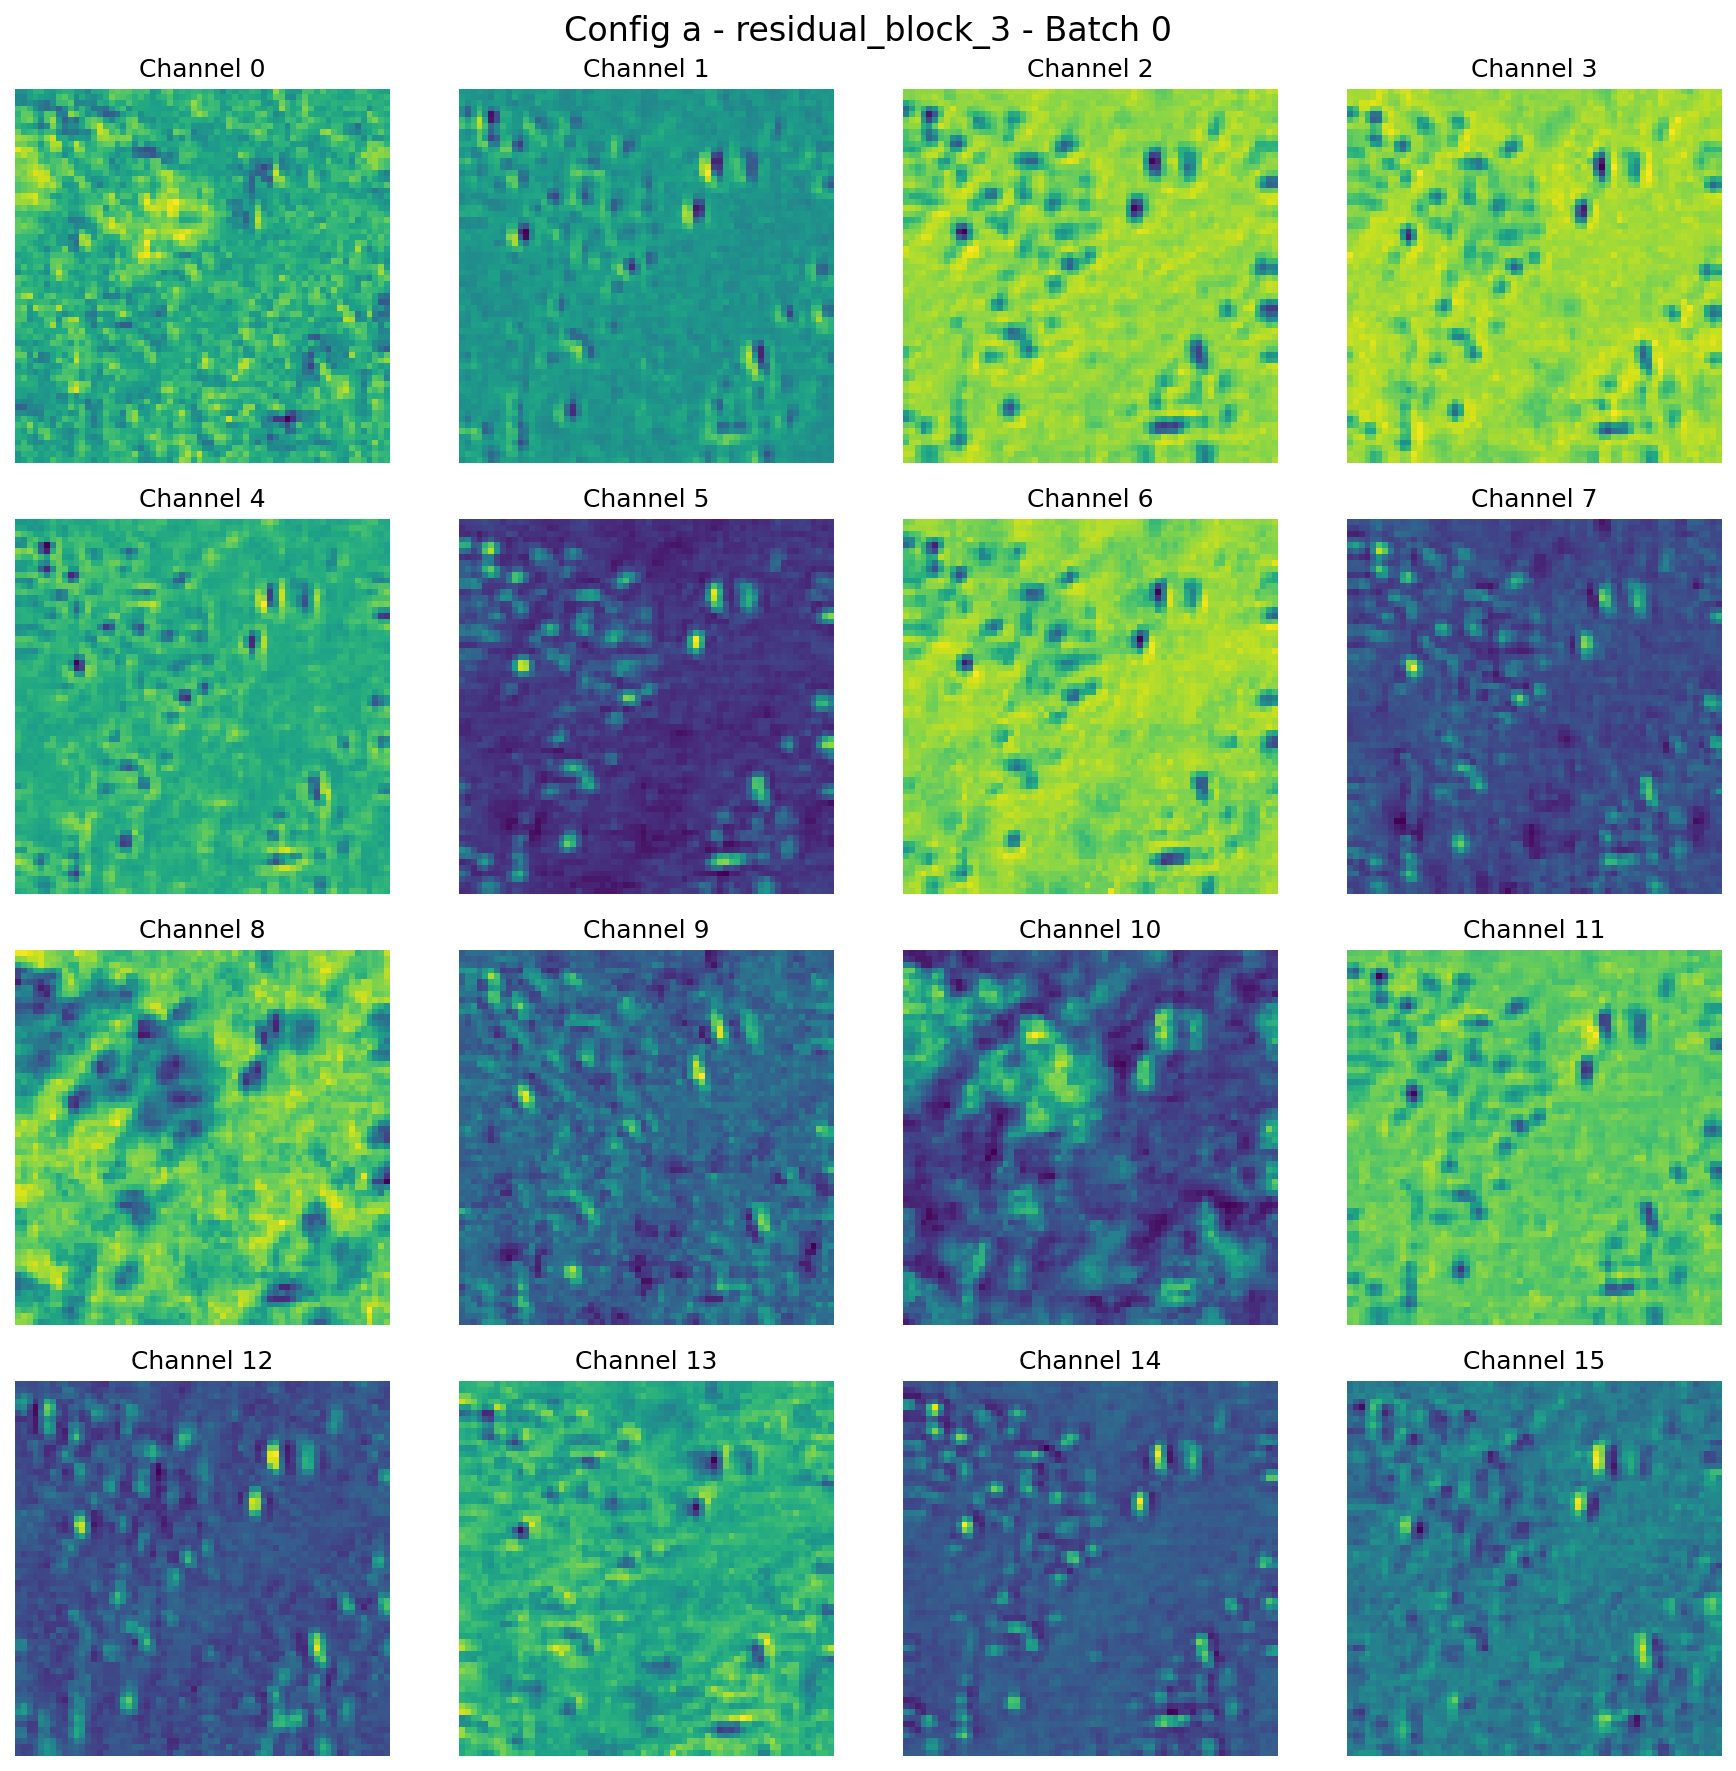 Config a - residual_block_3 - Batch 0
Channel 0 Channel 1 Channel 2 Channel 3
Channel 4 Channel 5 Channel 6 Channel 7
Channel 8 Channel 9 Channel 10 Channel 11
Channel 12 Channel 13 Channel 14 Channel 15